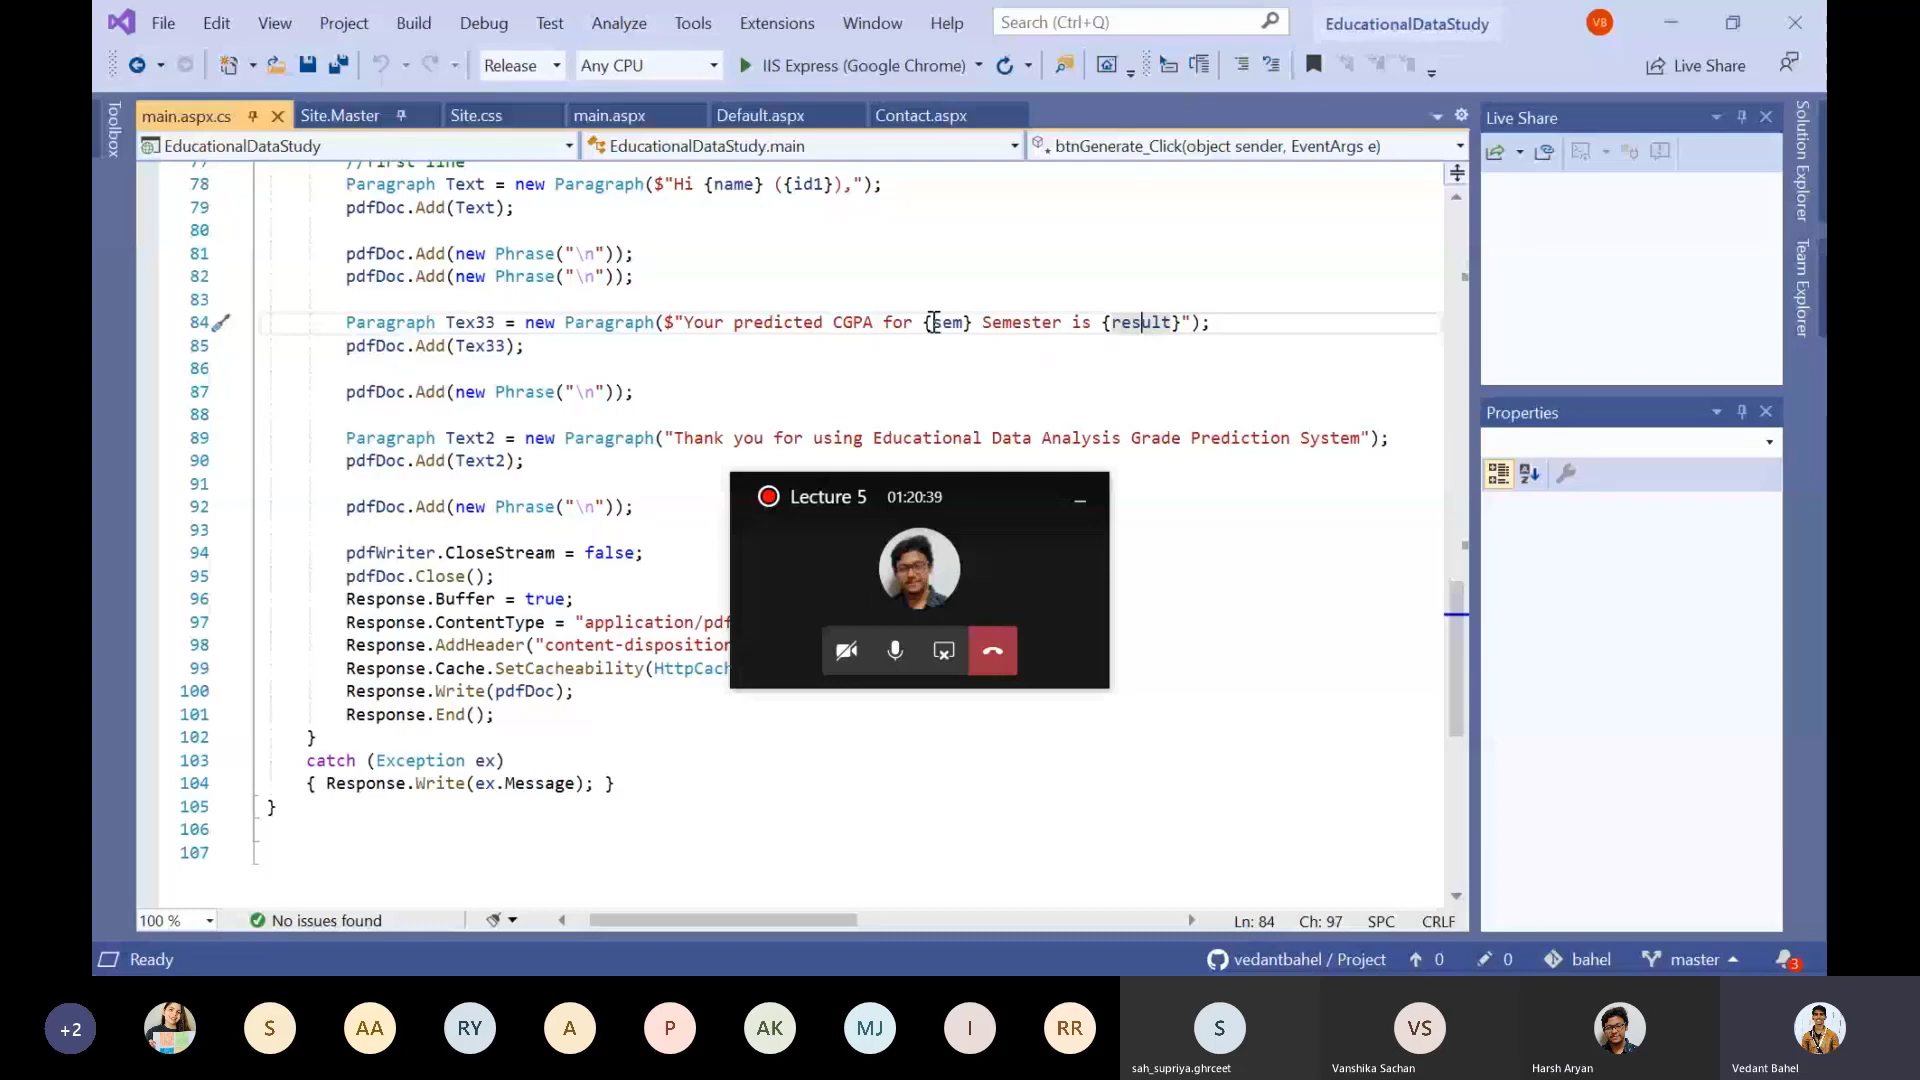 File Edit View Project Build Debug Test Analyze Tools Extensions Window Help Search (Ctrl+Q) EducationalDataStudy VB
Release Any CPU IIS Express (Google Chrome) Live Share
Toolbox
main.aspx.cs Site.Master Site.css main.aspx Default.aspx Contact.aspx
EducationalDataStudy EducationalDataStudy.main btnGenerate_Click(object sender, EventArgs e)
77 //first line
78 Paragraph Text = new Paragraph($"Hi {name} ({id1}),");
79 pdfDoc.Add(Text);
80
81 pdfDoc.Add(new Phrase("\n"));
82 pdfDoc.Add(new Phrase("\n"));
83
84 Paragraph Tex33 = new Paragraph($"Your predicted CGPA for {sem} Semester is {result}");
85 pdfDoc.Add(Tex33);
86
87 pdfDoc.Add(new Phrase("\n"));
88
89 Paragraph Text2 = new Paragraph("Thank you for using Educational Data Analysis Grade Prediction System");
90 pdfDoc.Add(Text2);
91
92 pdfDoc.Add(new Phrase("\n"));
93
94 pdfWriter.CloseStream = false;
95 pdfDoc.Close();
96 Response.Buffer = true;
97 Response.ContentType = "application/pdf
98 Response.AddHeader("content-disposition
99 Response.Cache.SetCacheability(HttpCach
100 Response.Write(pdfDoc);
101 Response.End();
102 }
103 catch (Exception ex)
104 { Response.Write(ex.Message); }
105 }
106
107
Lecture 5 01:20:39
Live Share
Properties
Solution Explorer
Team Explorer
100 % No issues found Ln: 84 Ch: 97 SPC CRLF
Ready vedantbahel / Project 0 0 bahel master 3
+2 S AA RY A P AK MJ I RR S VS
sah_supriya.ghrceet Vanshika Sachan Harsh Aryan Vedant Bahel